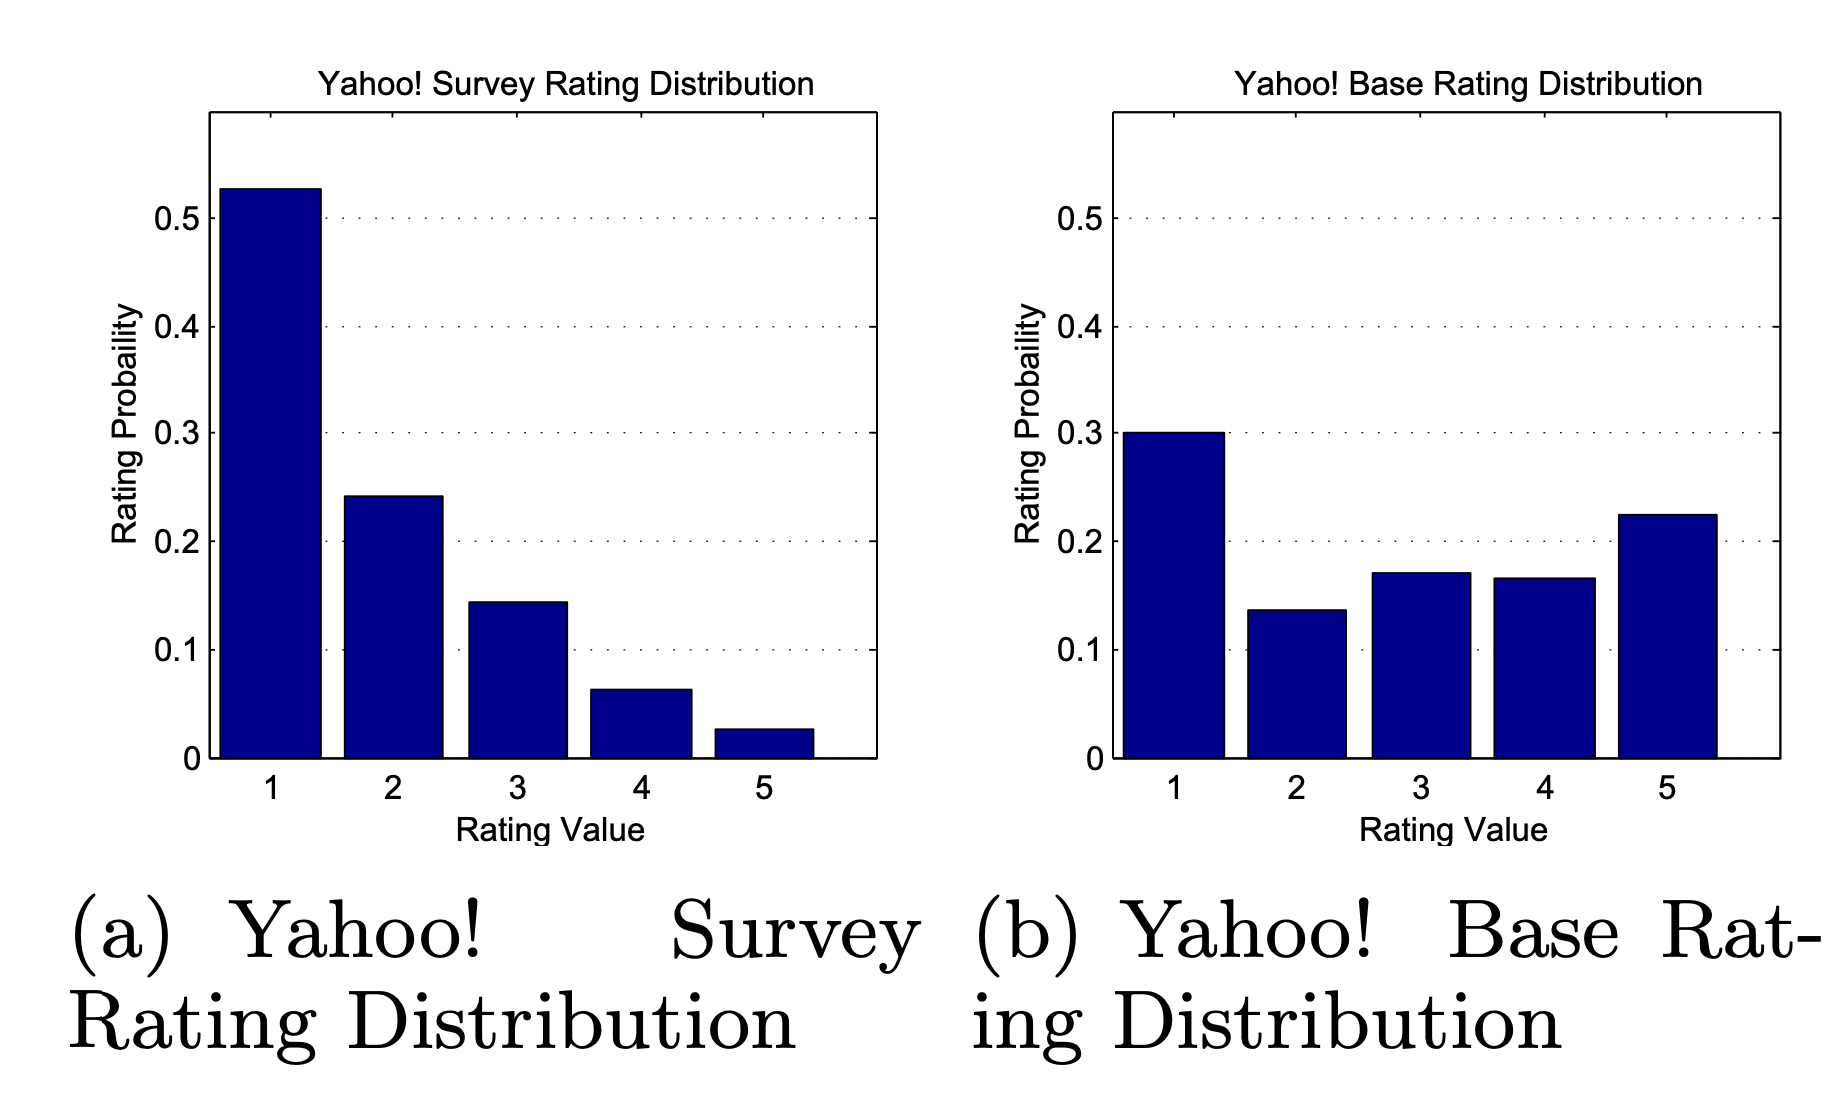 Yahoo! Survey Rating Distribution
0.5
0.4
0.3
0.2
0.1
0
Rating Probaility
1 2 3 4 5
Rating Value
(a) Yahoo! Survey
Rating Distribution
Yahoo! Base Rating Distribution
0.5
0.4
0.3
0.2
0.1
0
Rating Probaility
1 2 3 4 5
Rating Value
(b) Yahoo! Base Rat-
ing Distribution